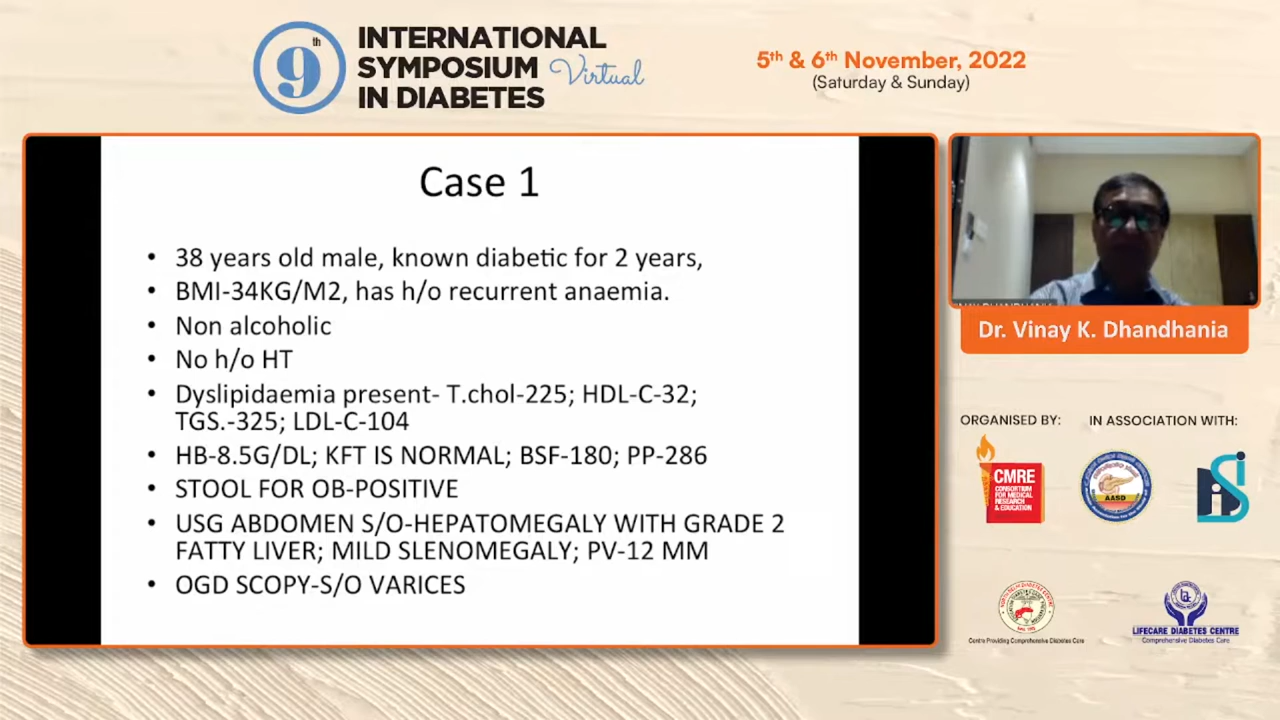 9th
INTERNATIONAL
SYMPOSIUM Virtual
IN DIABETES
5th & 6th November, 2022
(Saturday & Sunday)
Case 1
• 38 years old male, known diabetic for 2 years,
• BMI-34KG/M2, has h/o recurrent anaemia.
• Non alcoholic
• No h/o HT
• Dyslipidaemia present- T.chol-225; HDL-C-32;
TGS.-325; LDL-C-104
• HB-8.5G/DL; KFT IS NORMAL; BSF-180; PP-286
• STOOL FOR OB-POSITIVE
• USG ABDOMEN S/O-HEPATOMEGALY WITH GRADE 2
FATTY LIVER; MILD SLENOMEGALY; PV-12 MM
• OGD SCOPY-S/O VARICES
Dr. Vinay K. Dhandhania
ORGANISED BY:
IN ASSOCIATION WITH:
CMRE
CONSORTIUM
FOR MEDICAL
RESEARCH
& EDUCATION
AASD
Centre Providing Comprehensive Diabetes Care
LIFECARE DIABETES CENTRE
Comprehensive Diabetes Care